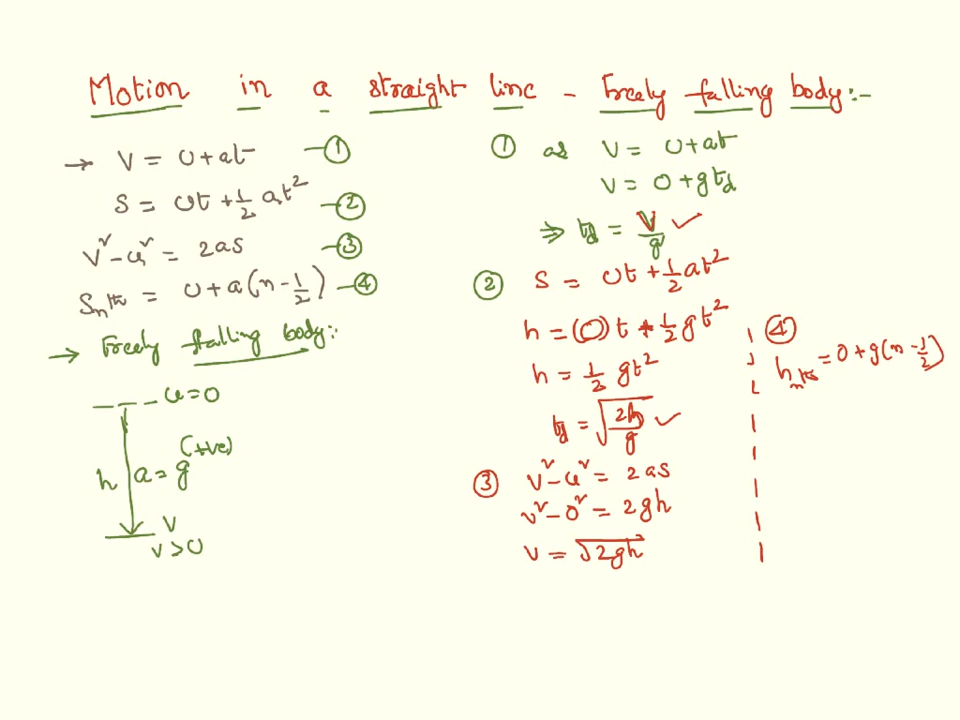 Motion in a straight line - Freely falling body:-
→ V = U+at —①
S = Ut + 1/2 at² —②
V² - u² = 2as —③
Snth = U + a(n - 1/2) —④
→ Freely falling body:-
u=0
(+ve)
h a = g
V
V>0
① as V = U+at
V = 0 + gtd
⇒ td = V/g ✓
② S = Ut + 1/2 at²
h = (0)t + 1/2 gt²
h = 1/2 gt²
td = √(2h/g) ✓
③ V² - u² = 2as
V² - 0² = 2gh
V = √2gh
④
hnth = 0 + g(n - 1/2)